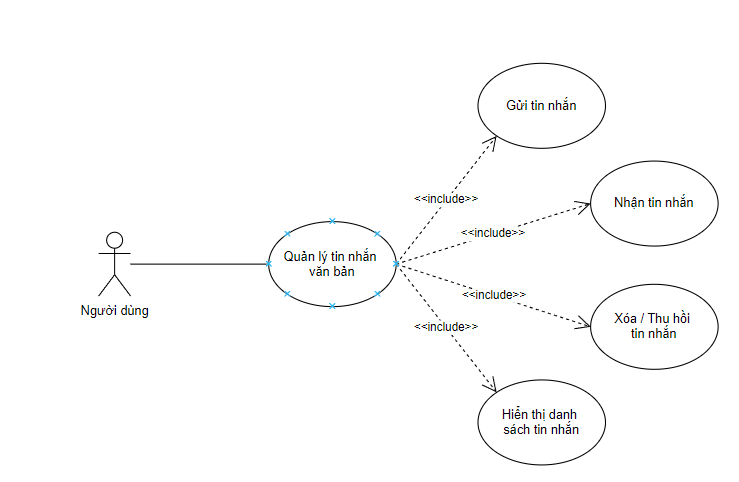 Gửi tin nhắn
<<include>>
Nhận tin nhắn
<<include>>
Quản lý tin nhắn
văn bản
Người dùng
<<include>>
Xóa / Thu hồi
tin nhắn
<<include>>
Hiển thị danh
sách tin nhắn